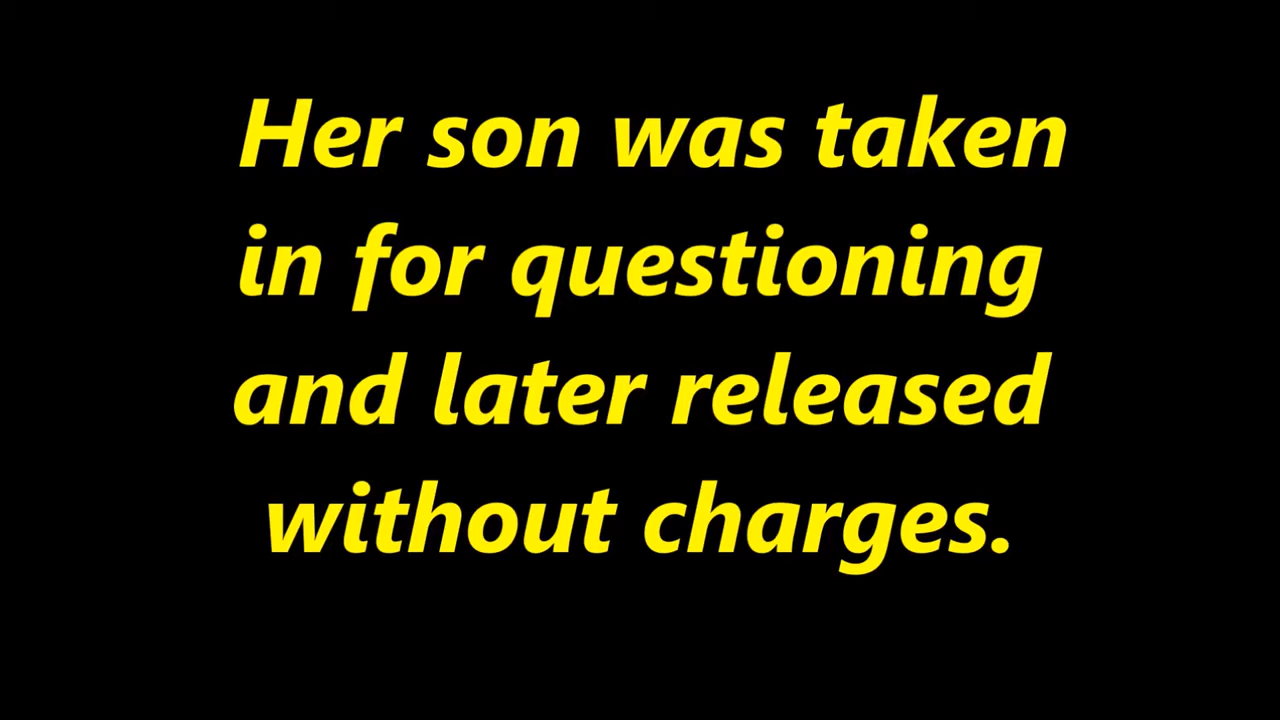 Her son was taken
in for questioning
and later released
without charges.